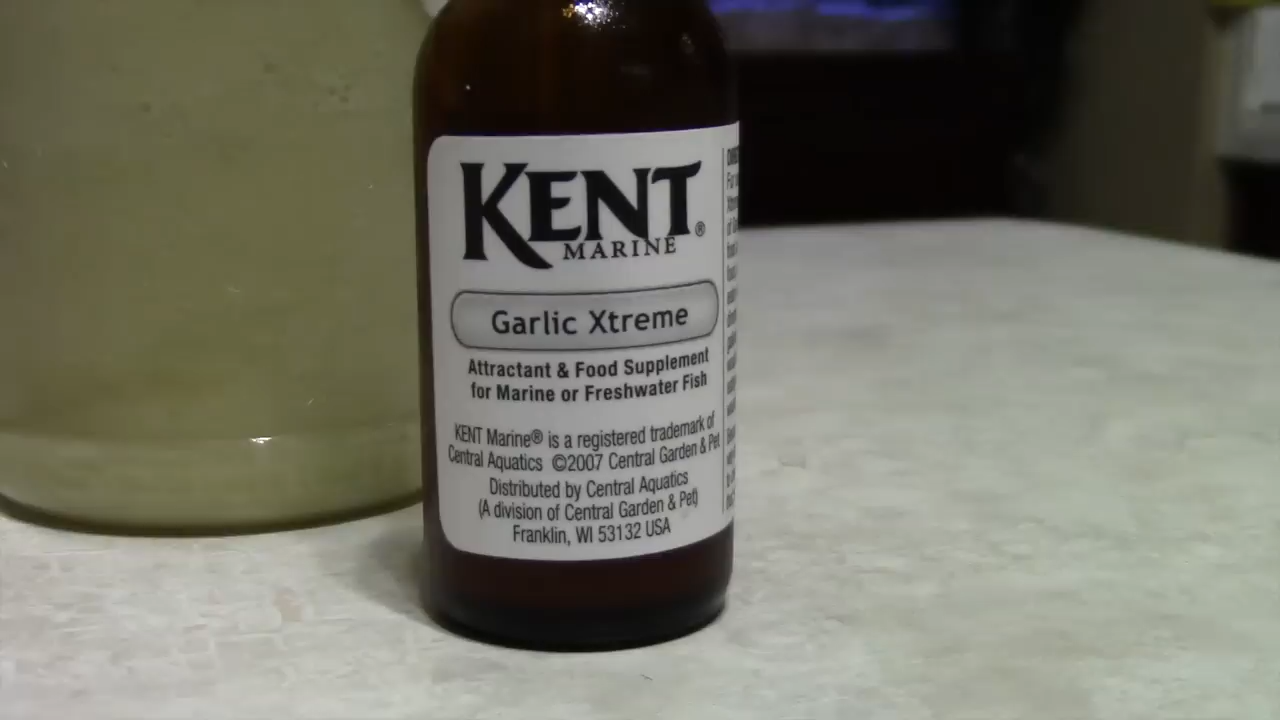 KENT®
MARINE
Garlic Xtreme
Attractant & Food Supplement
for Marine or Freshwater Fish
KENT Marine® is a registered trademark of
Central Aquatics ©2007 Central Garden & Pet
Distributed by Central Aquatics
(A division of Central Garden & Pet)
Franklin, WI 53132 USA